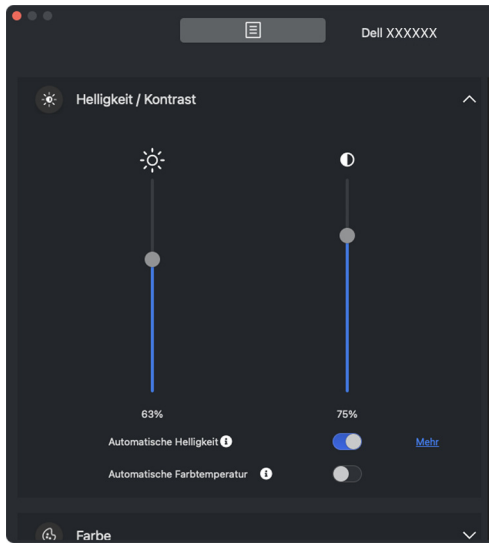 Dell XXXXXX
Helligkeit / Kontrast
63% 75%
Automatische Helligkeit Mehr
Automatische Farbtemperatur
Farbe